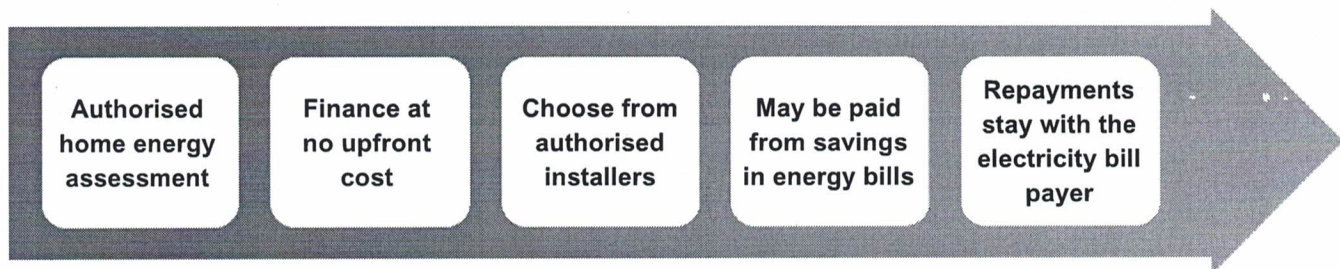 Authorised
home energy
assessment
Finance at
no upfront
cost
Choose from
authorised
installers
May be paid
from savings
in energy bills
Repayments
stay with the
electricity bill
payer